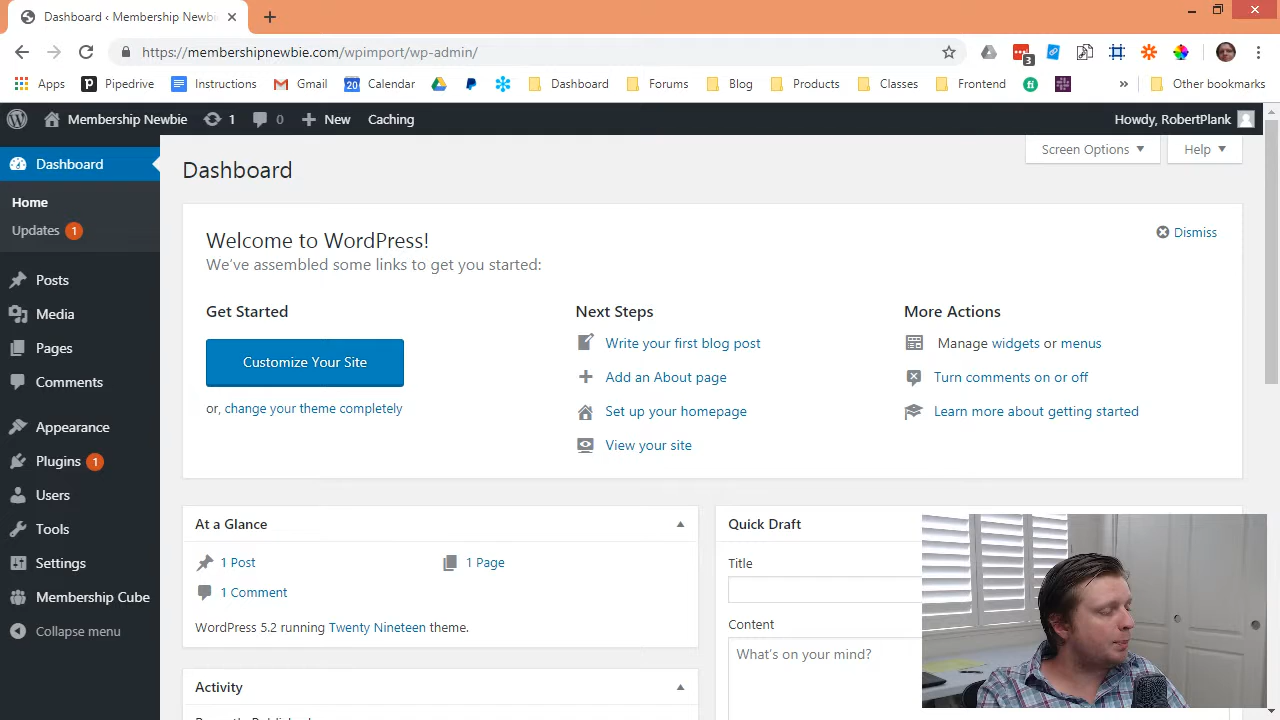 Dashboard ‹ Membership Newbi
https://membershipnewbie.com/wpimport/wp-admin/
3
Apps
Pipedrive
Instructions
Gmail
20
Calendar
Dashboard
Forums
Blog
Products
Classes
Frontend
»
Other bookmarks
Membership Newbie
1
0
New
Caching
Howdy, RobertPlank
Dashboard
Home
Updates 1
Posts
Media
Pages
Comments
Appearance
Plugins 1
Users
Tools
Settings
Membership Cube
Collapse menu
Dashboard
Screen Options
Help
Welcome to WordPress!
We've assembled some links to get you started:
Dismiss
Get Started
Customize Your Site
or, change your theme completely
Next Steps
Write your first blog post
Add an About page
Set up your homepage
View your site
More Actions
Manage widgets or menus
Turn comments on or off
Learn more about getting started
At a Glance
1 Post
1 Page
1 Comment
WordPress 5.2 running Twenty Nineteen theme.
Activity
Quick Draft
Title
Content
What's on your mind?